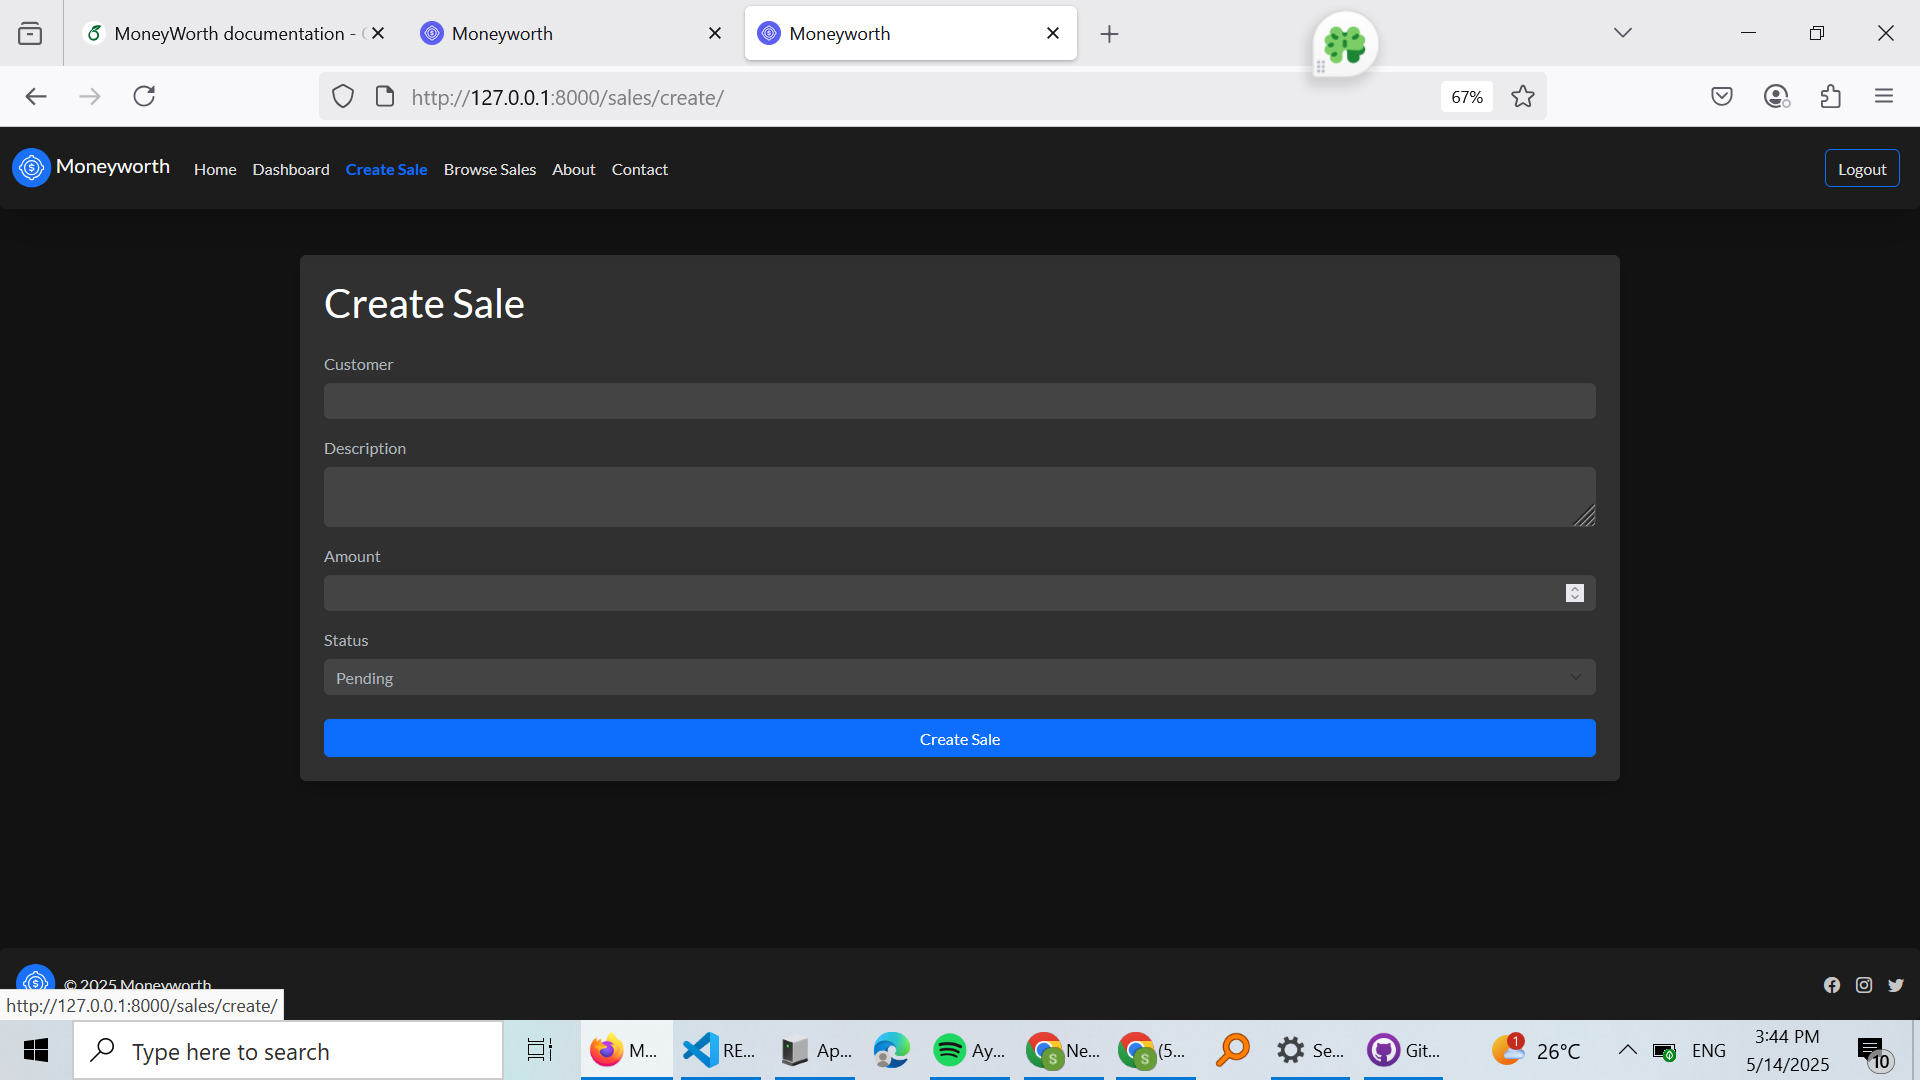 MoneyWorth documentation -
Moneyworth
Moneyworth
http://127.0.0.1:8000/sales/create/
67%
Moneyworth
Home
Dashboard
Create Sale
Browse Sales
About
Contact
Logout
Create Sale
Customer
Description
Amount
Status
Pending
Create Sale
© 2025 Moneyworth
http://127.0.0.1:8000/sales/create/
Type here to search
M...
RE...
Ap...
Ay...
S
Ne...
S
(5...
Se...
Git...
1
26°C
ENG
3:44 PM
5/14/2025
10